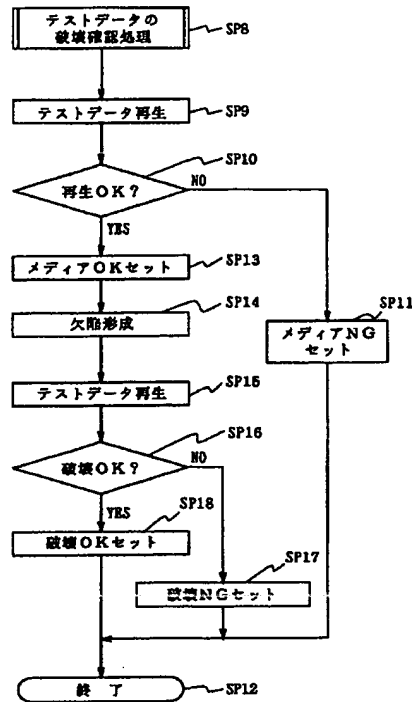 テストデータの
破壊確認処理
SP8
テストデータ再生
SP9
SP10
再生OK?
NO
YES
メディアOKセット
SP13
SP14
欠陥形成
SP11
メディアNG
セット
テストデータ再生
SP15
SP16
破壊OK?
NO
YES
SP18
破壊OKセット
SP17
破壊NGセット
終了
SP12